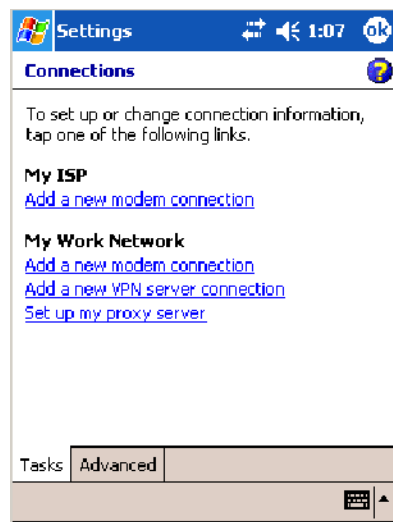 Settings 1:07 ok
Connections ?
To set up or change connection information,
tap one of the following links.
My ISP
Add a new modem connection
My Work Network
Add a new modem connection
Add a new VPN server connection
Set up my proxy server
Tasks Advanced